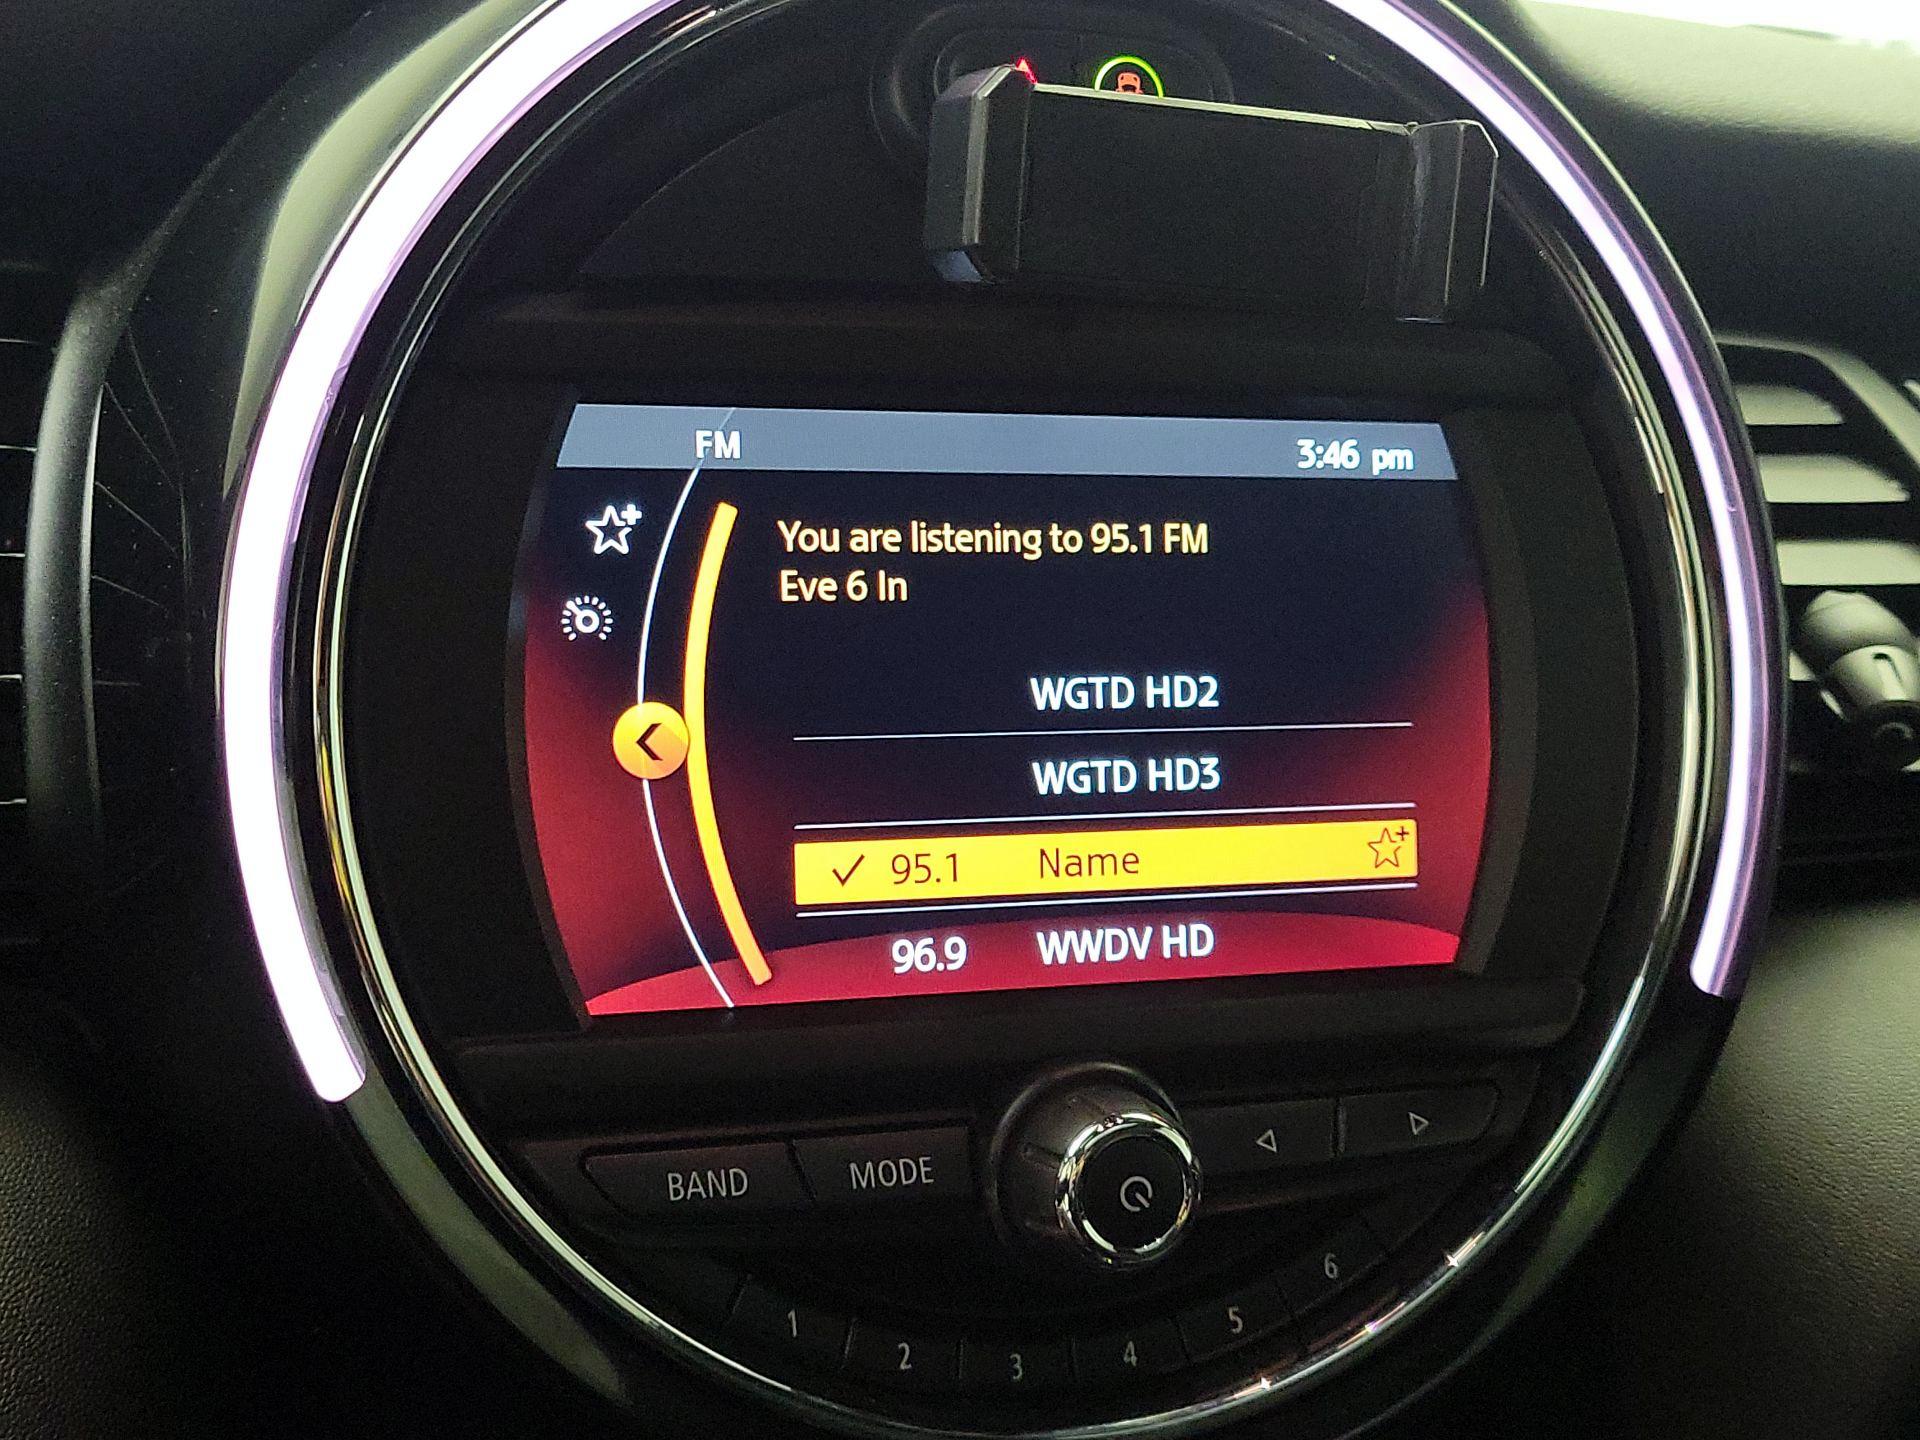 FM 3:46 pm
You are listening to 95.1 FM
Eve 6 In
WGTD HD2
WGTD HD3
95.1 Name
96.9 WWDV HD
BAND MODE
1 2 3 4 5 6